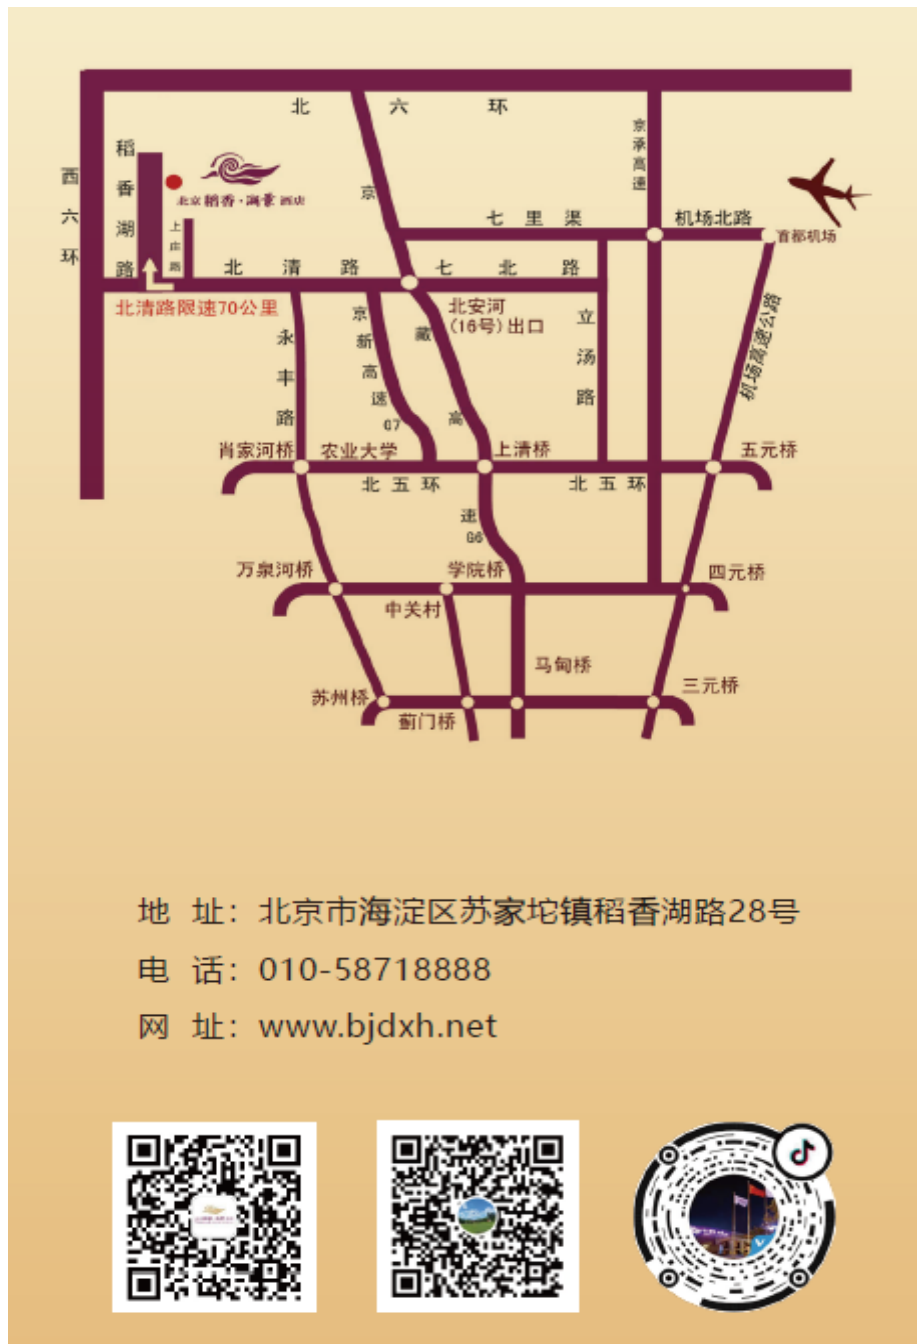 北六环
京承高速
西六环
稻香湖路
北京稻香·湖景酒店
上庄路
京
七里渠
机场北路
首都机场
北清路
七北路
北清路限速70公里
北安河
(16号)出口
永丰路
京新高速G7
藏
立汤路
机场高速公路
高
肖家河桥
农业大学
上清桥
五元桥
北五环
北五环
速G6
万泉河桥
学院桥
四元桥
中关村
马甸桥
苏州桥
三元桥
蓟门桥
地 址：北京市海淀区苏家坨镇稻香湖路28号
电 话：010-58718888
网 址：www.bjdxh.net